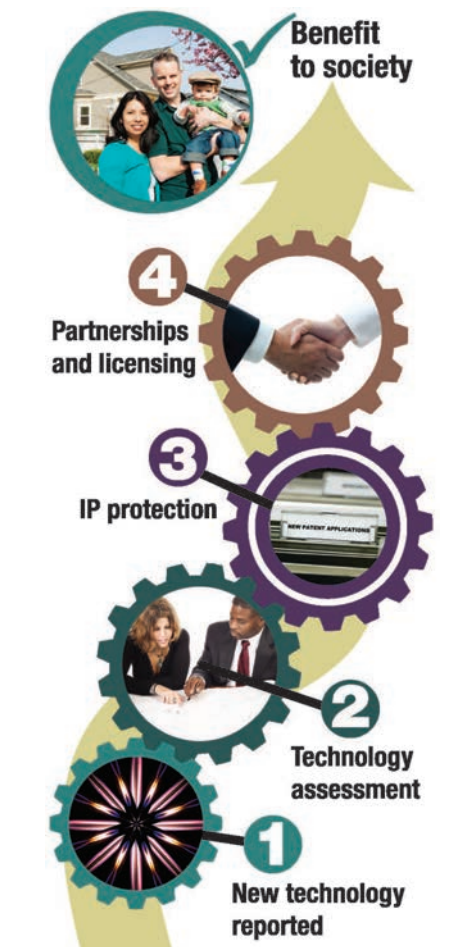 Benefit
to society
4
Partnerships
and licensing
3
IP protection
NEW PATENT APPLICATIONS
2
Technology
assessment
1
New technology
reported